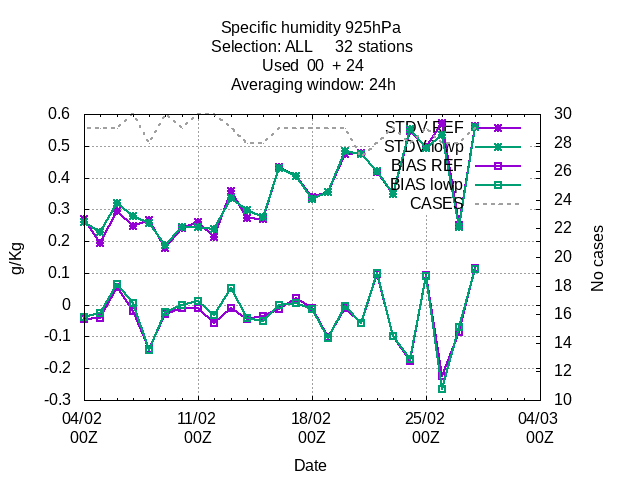 Specific humidity 925hPa
Selection: ALL 32 stations
Used 00 + 24
Averaging window: 24h
STDV REF
STDV lowp
BIAS REF
BIAS lowp
CASES
0.6
0.5
0.4
0.3
0.2
0.1
0
-0.1
-0.2
-0.3
g/Kg
30
28
26
24
22
20
18
16
14
12
10
No cases
04/02 11/02 18/02 25/02 04/03
00Z 00Z 00Z 00Z 00Z
Date